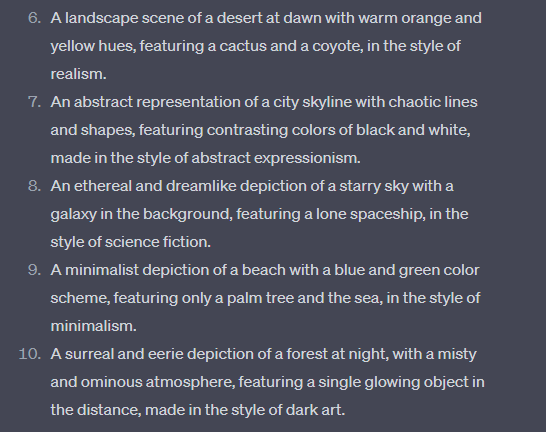 6. A landscape scene of a desert at dawn with warm orange and
yellow hues, featuring a cactus and a coyote, in the style of
realism.
7. An abstract representation of a city skyline with chaotic lines
and shapes, featuring contrasting colors of black and white,
made in the style of abstract expressionism.
8. An ethereal and dreamlike depiction of a starry sky with a
galaxy in the background, featuring a lone spaceship, in the
style of science fiction.
9. A minimalist depiction of a beach with a blue and green color
scheme, featuring only a palm tree and the sea, in the style of
minimalism.
10. A surreal and eerie depiction of a forest at night, with a misty
and ominous atmosphere, featuring a single glowing object in
the distance, made in the style of dark art.